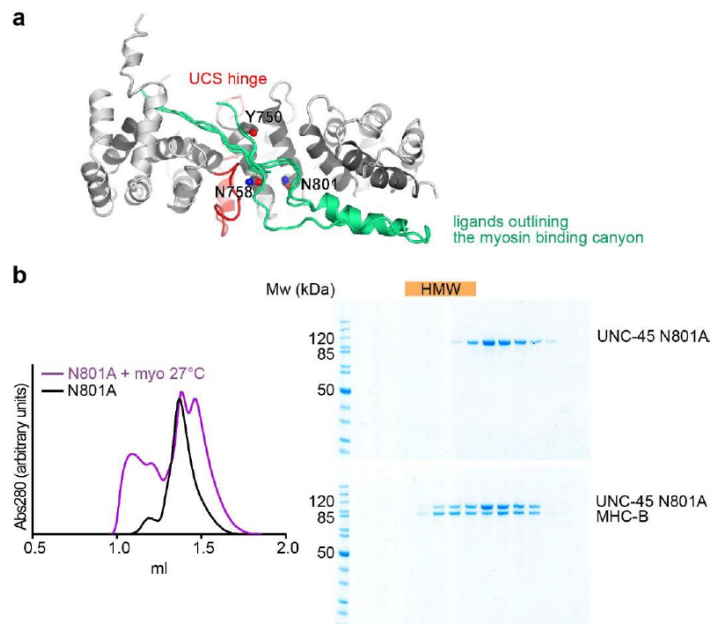 a
UCS hinge
Y750
N758
N801
ligands outlining
the myosin binding canyon
b
Mw (kDa)
HMW
120
85
50
UNC-45 N801A
N801A + myo 27°C
N801A
Abs280 (arbitrary units)
0.5
1.0
1.5
2.0
ml
120
85
50
UNC-45 N801A
MHC-B